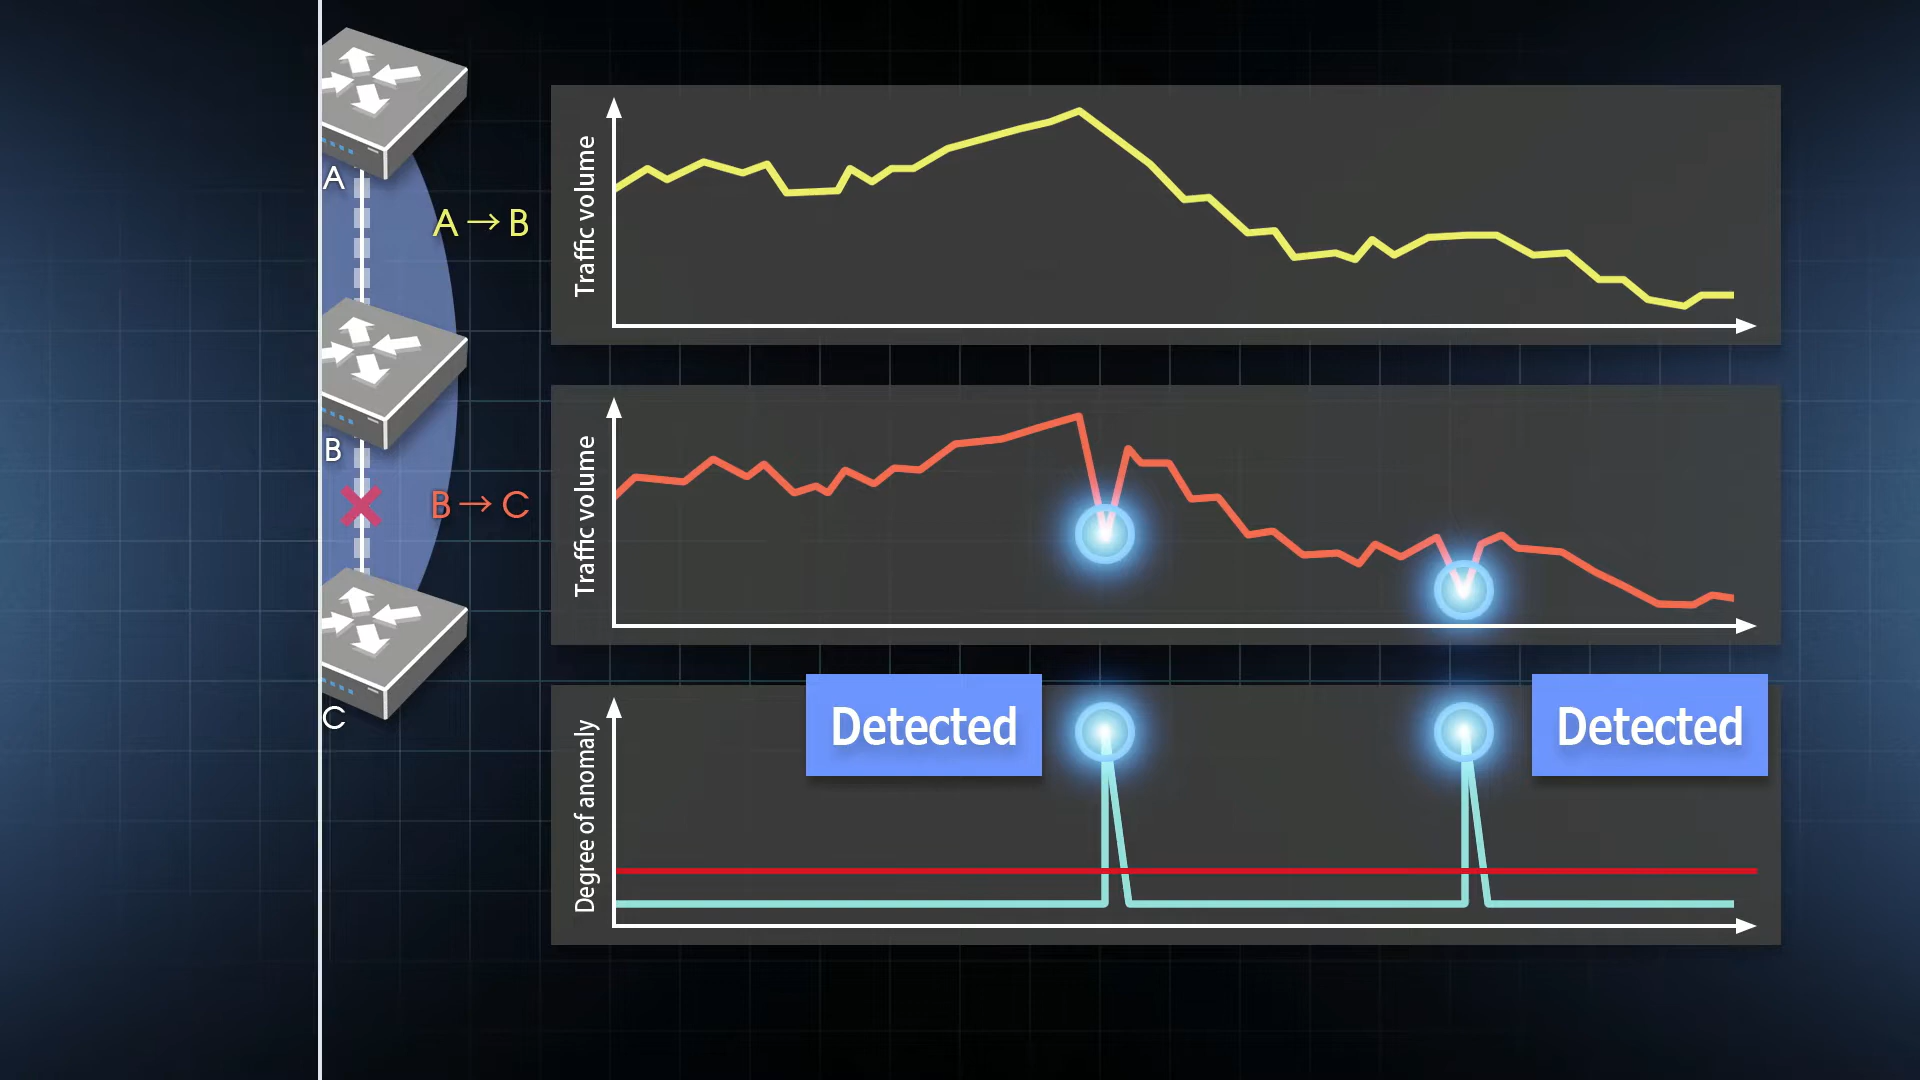 A
A → B
Traffic volume
B
B → C
Traffic volume
C
Detected
Detected
Degree of anomaly